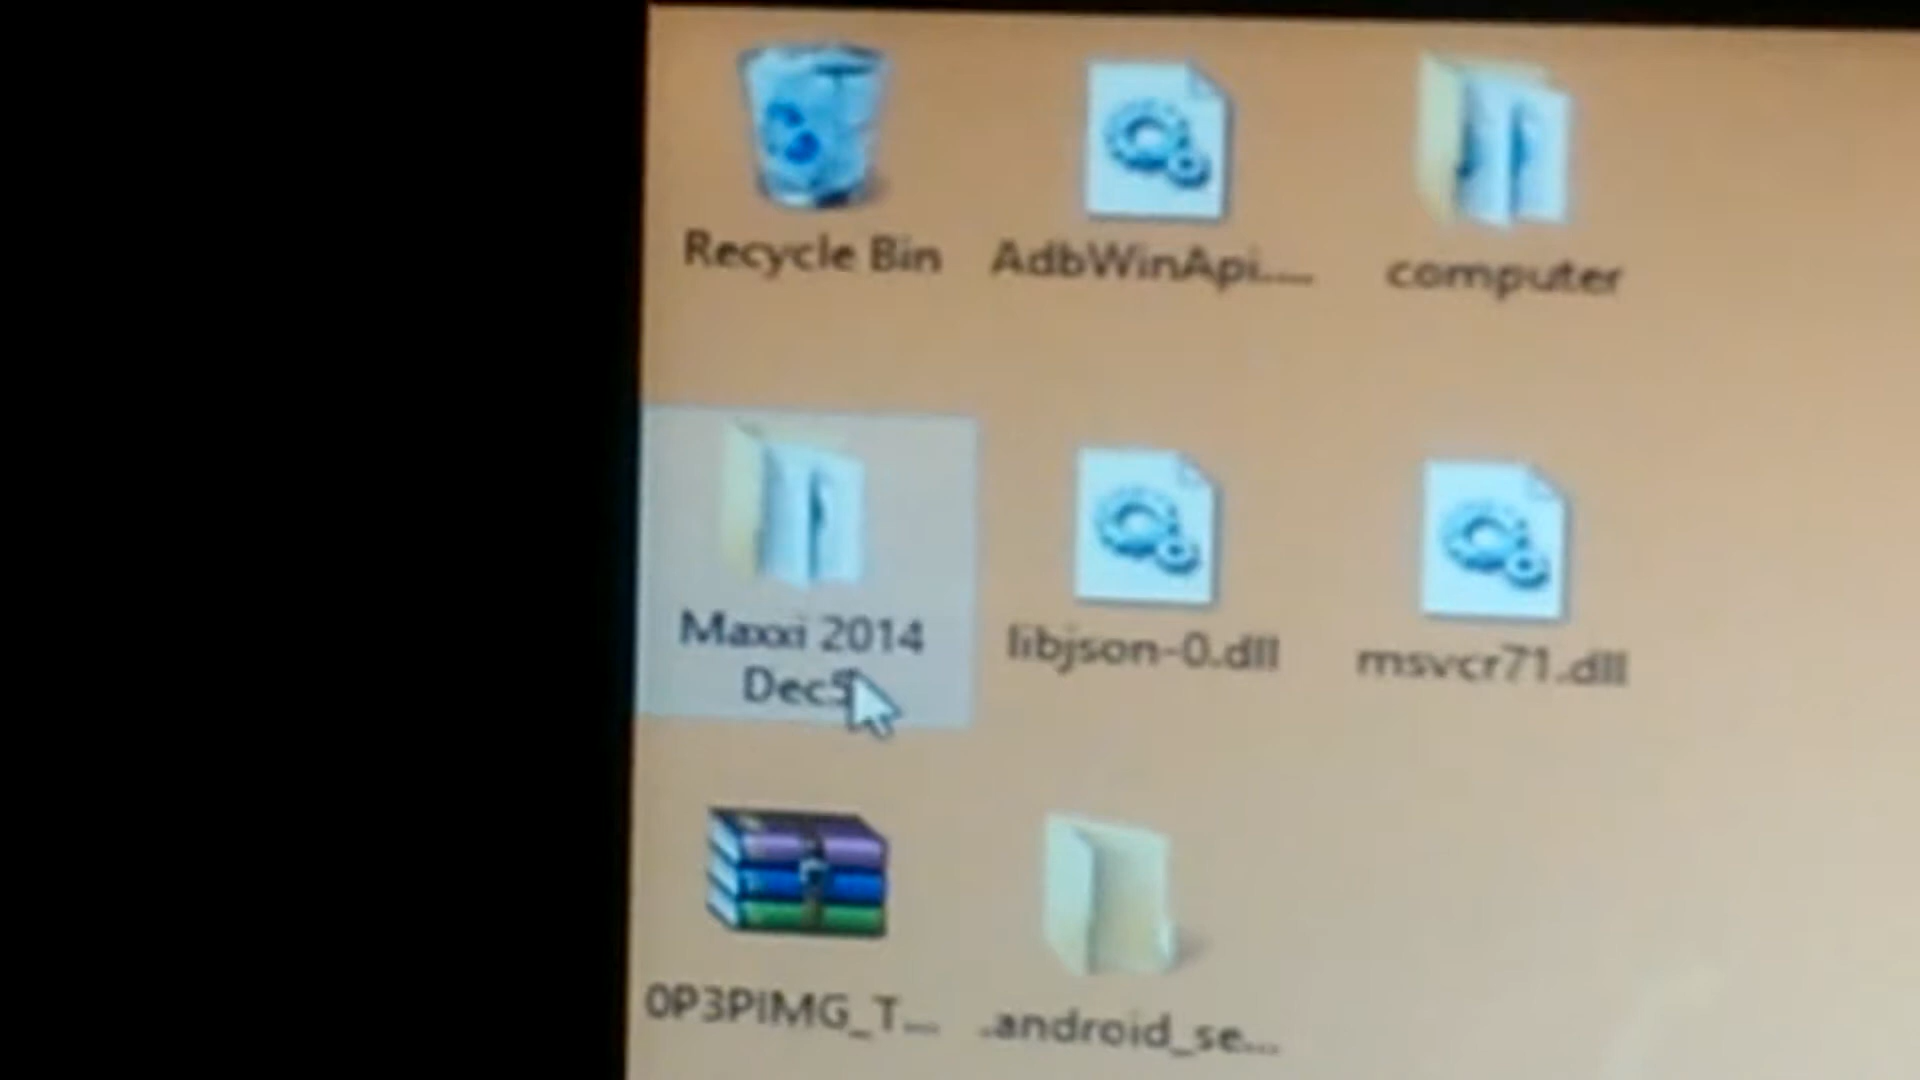 Recycle Bin
AdbWinApi....
computer
Maxxi 2014
Dec5
libjson-0.dll
msvcr71.dll
0P3PIMG_T...
.android_se...